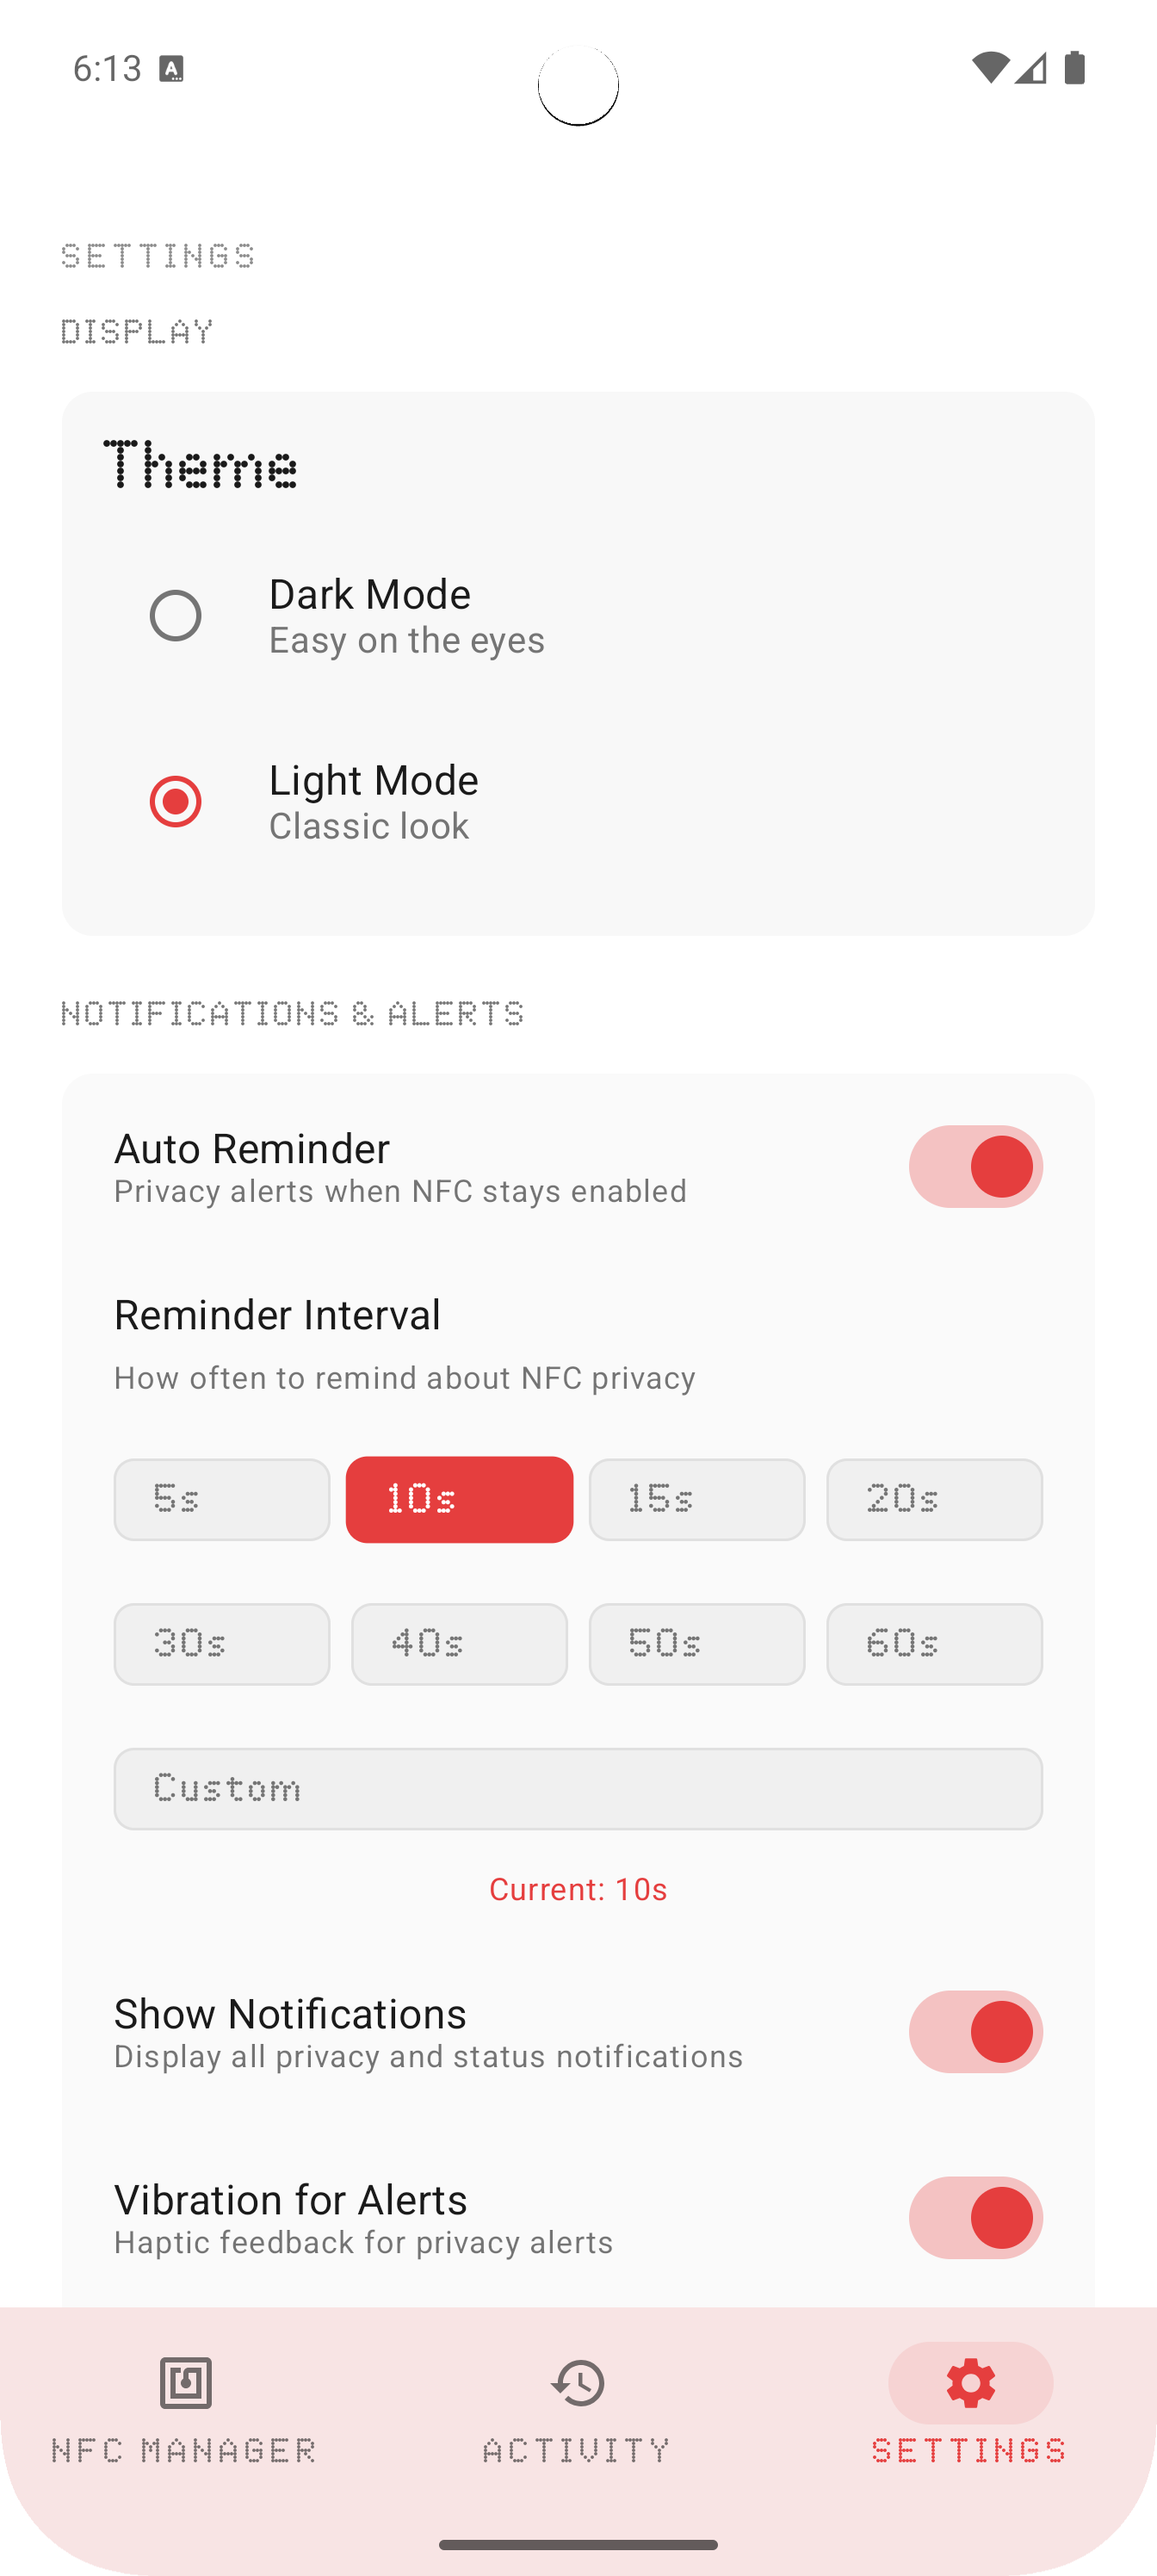 6:13
SETTINGS
DISPLAY
Theme
Dark Mode
Easy on the eyes
Light Mode
Classic look
NOTIFICATIONS & ALERTS
Auto Reminder
Privacy alerts when NFC stays enabled
Reminder Interval
How often to remind about NFC privacy
5s 10s 15s 20s
30s 40s 50s 60s
Custom
Current: 10s
Show Notifications
Display all privacy and status notifications
Vibration for Alerts
Haptic feedback for privacy alerts
NFC MANAGER ACTIVITY SETTINGS